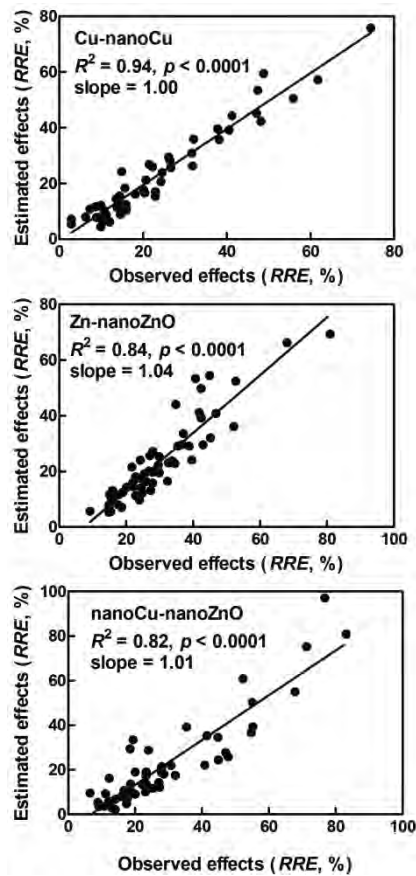 80
Cu-nanoCu
R² = 0.94, p < 0.0001
slope = 1.00
60
40
20
0
Estimated effects (RRE, %)
0 20 40 60 80 100
Observed effects (RRE, %)
80
Zn-nanoZnO
R² = 0.84, p < 0.0001
slope = 1.04
60
40
20
0
Estimated effects (RRE, %)
0 20 40 60 80 100
Observed effects (RRE, %)
100
nanoCu-nanoZnO
R² = 0.82, p < 0.0001
slope = 1.01
80
60
40
20
0
Estimated effects (RRE, %)
0 20 40 60 80 100
Observed effects (RRE, %)